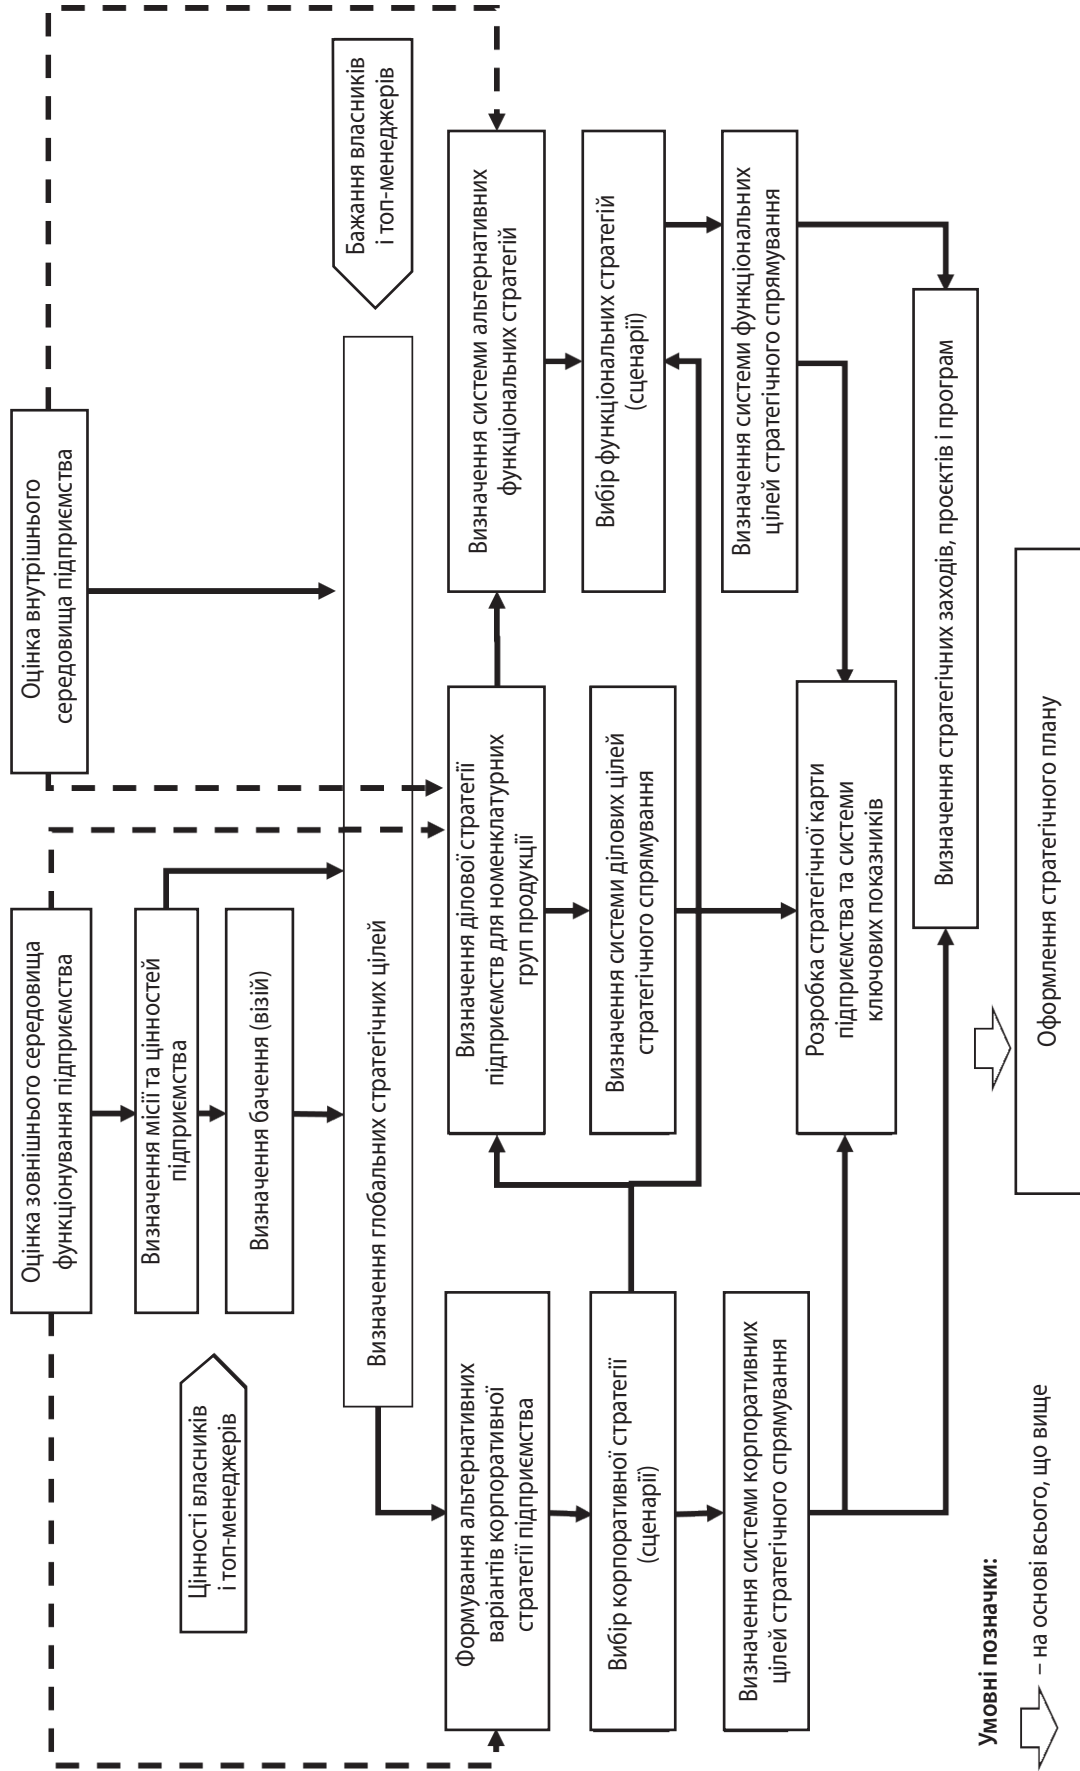 Оцінка зовнішнього середовища
функціонування підприємства
Оцінка внутрішнього
середовища підприємства
Цінності власників
і топ-менеджерів
Визначення місії та цінностей
підприємства
Визначення бачення (візій)
Бажання власників
і топ-менеджерів
Визначення глобальних стратегічних цілей
Формування альтернативних
варіантів корпоративної
стратегії підприємства
Визначення ділової стратегії
підприємств для номенклатурних
груп продукції
Визначення системи альтернативних
функціональних стратегій
Вибір корпоративної стратегії
(сценарії)
Визначення системи ділових цілей
стратегічного спрямування
Вибір функціональних стратегій
(сценарії)
Визначення системи корпоративних
цілей стратегічного спрямування
Визначення системи функціональних
цілей стратегічного спрямування
Розробка стратегічної карти
підприємства та системи
ключових показників
Визначення стратегічних заходів, проєктів і програм
Оформлення стратегічного плану
Умовні позначки:
– на основі всього, що вище